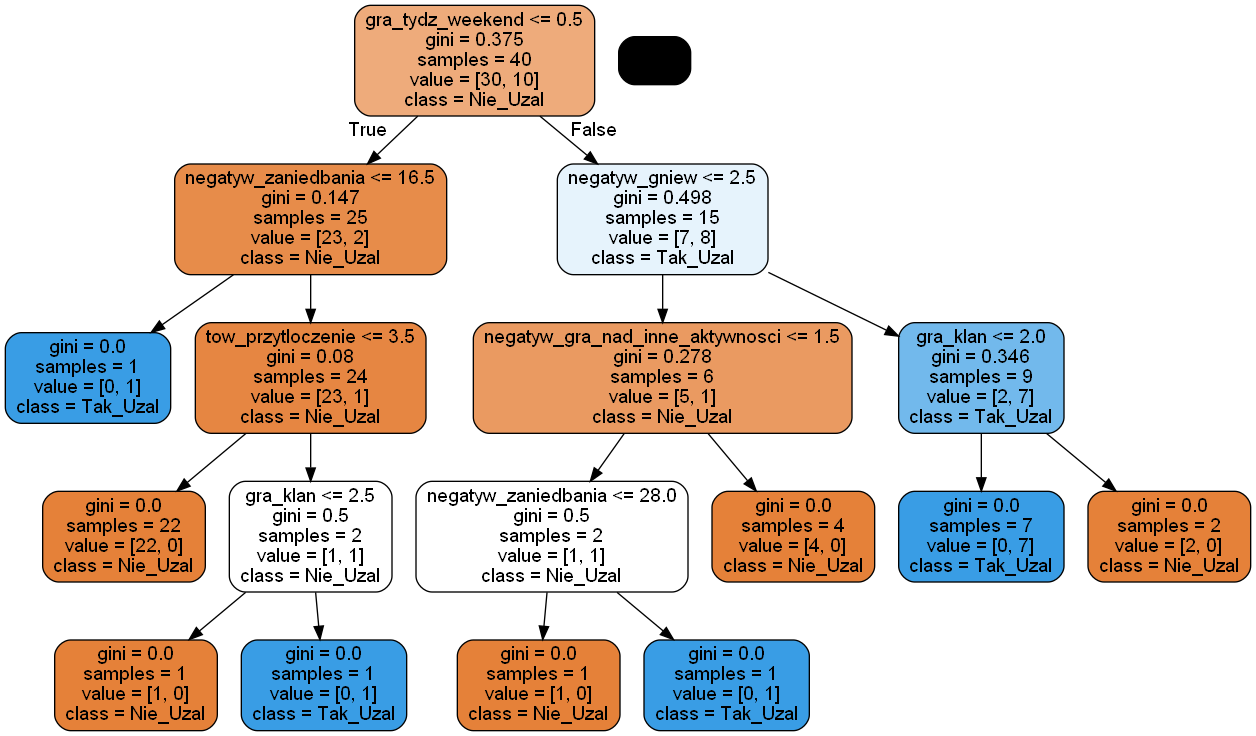 gra_tydz_weekend <= 0.5
gini = 0.375
samples = 40
value = [30, 10]
class = Nie_Uzal
True
False
negatyw_zaniedbania <= 16.5
gini = 0.147
samples = 25
value = [23, 2]
class = Nie_Uzal
negatyw_gniew <= 2.5
gini = 0.498
samples = 15
value = [7, 8]
class = Tak_Uzal
gini = 0.0
samples = 1
value = [0, 1]
class = Tak_Uzal
tow_przytloczenie <= 3.5
gini = 0.08
samples = 24
value = [23, 1]
class = Nie_Uzal
negatyw_gra_nad_inne_aktywnosci <= 1.5
gini = 0.278
samples = 6
value = [5, 1]
class = Nie_Uzal
gra_klan <= 2.0
gini = 0.346
samples = 9
value = [2, 7]
class = Tak_Uzal
gini = 0.0
samples = 22
value = [22, 0]
class = Nie_Uzal
gra_klan <= 2.5
gini = 0.5
samples = 2
value = [1, 1]
class = Nie_Uzal
negatyw_zaniedbania <= 28.0
gini = 0.5
samples = 2
value = [1, 1]
class = Nie_Uzal
gini = 0.0
samples = 4
value = [4, 0]
class = Nie_Uzal
gini = 0.0
samples = 7
value = [0, 7]
class = Tak_Uzal
gini = 0.0
samples = 2
value = [2, 0]
class = Nie_Uzal
gini = 0.0
samples = 1
value = [1, 0]
class = Nie_Uzal
gini = 0.0
samples = 1
value = [0, 1]
class = Tak_Uzal
gini = 0.0
samples = 1
value = [1, 0]
class = Nie_Uzal
gini = 0.0
samples = 1
value = [0, 1]
class = Tak_Uzal